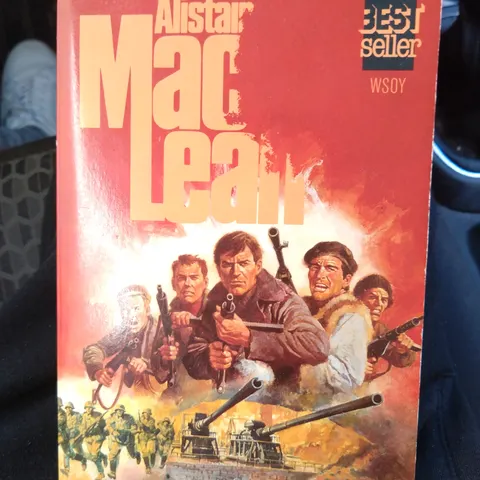 Alistair
Mac
Lean
BEST
seller
WSOY